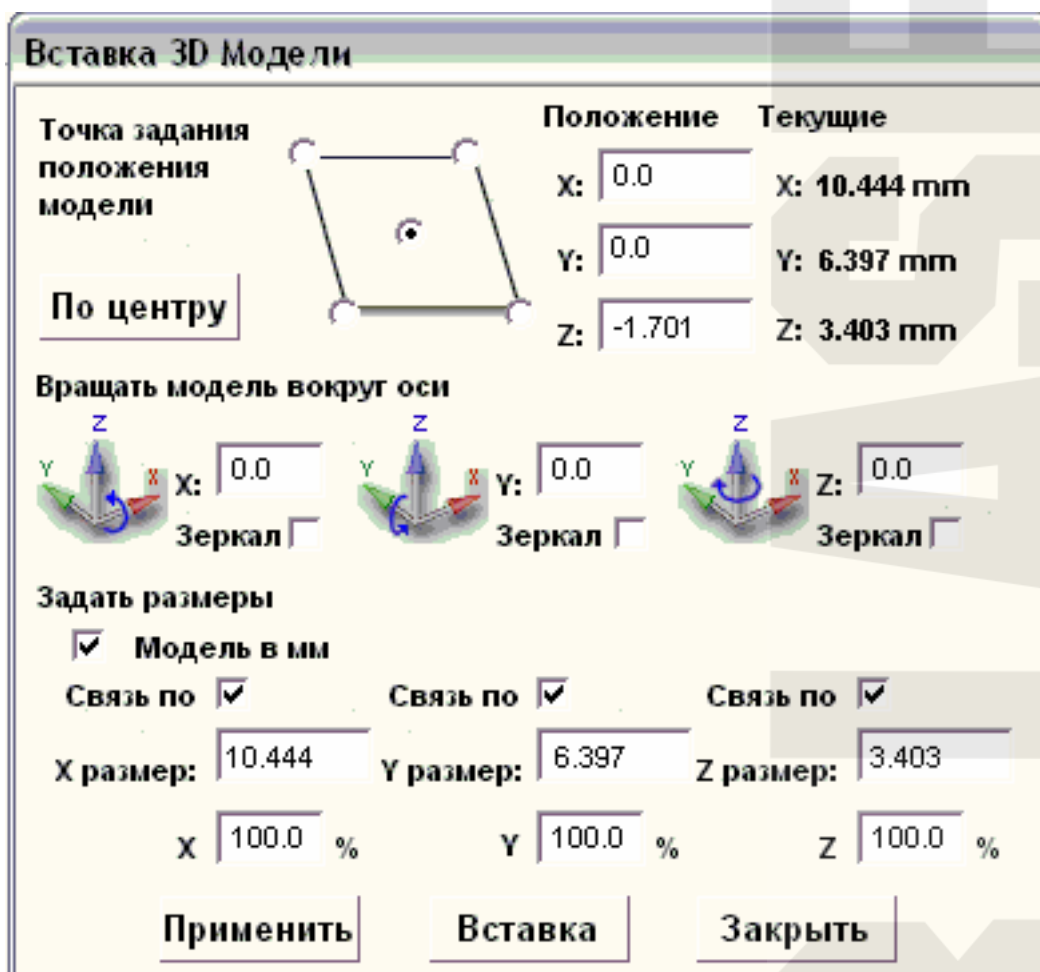 Вставка 3D Модели
Точка задания
положения
модели
По центру
Положение Текущие
X: 0.0 X: 10.444 mm
Y: 0.0 Y: 6.397 mm
Z: -1.701 Z: 3.403 mm
Вращать модель вокруг оси
Z Y X X: 0.0 Z Y X Y: 0.0 Z Y X Z: 0.0
Зеркал Зеркал Зеркал
Задать размеры
Модель в мм
Связь по Связь по Связь по
X размер: 10.444 Y размер: 6.397 Z размер: 3.403
X 100.0 % Y 100.0 % Z 100.0 %
Применить Вставка Закрыть